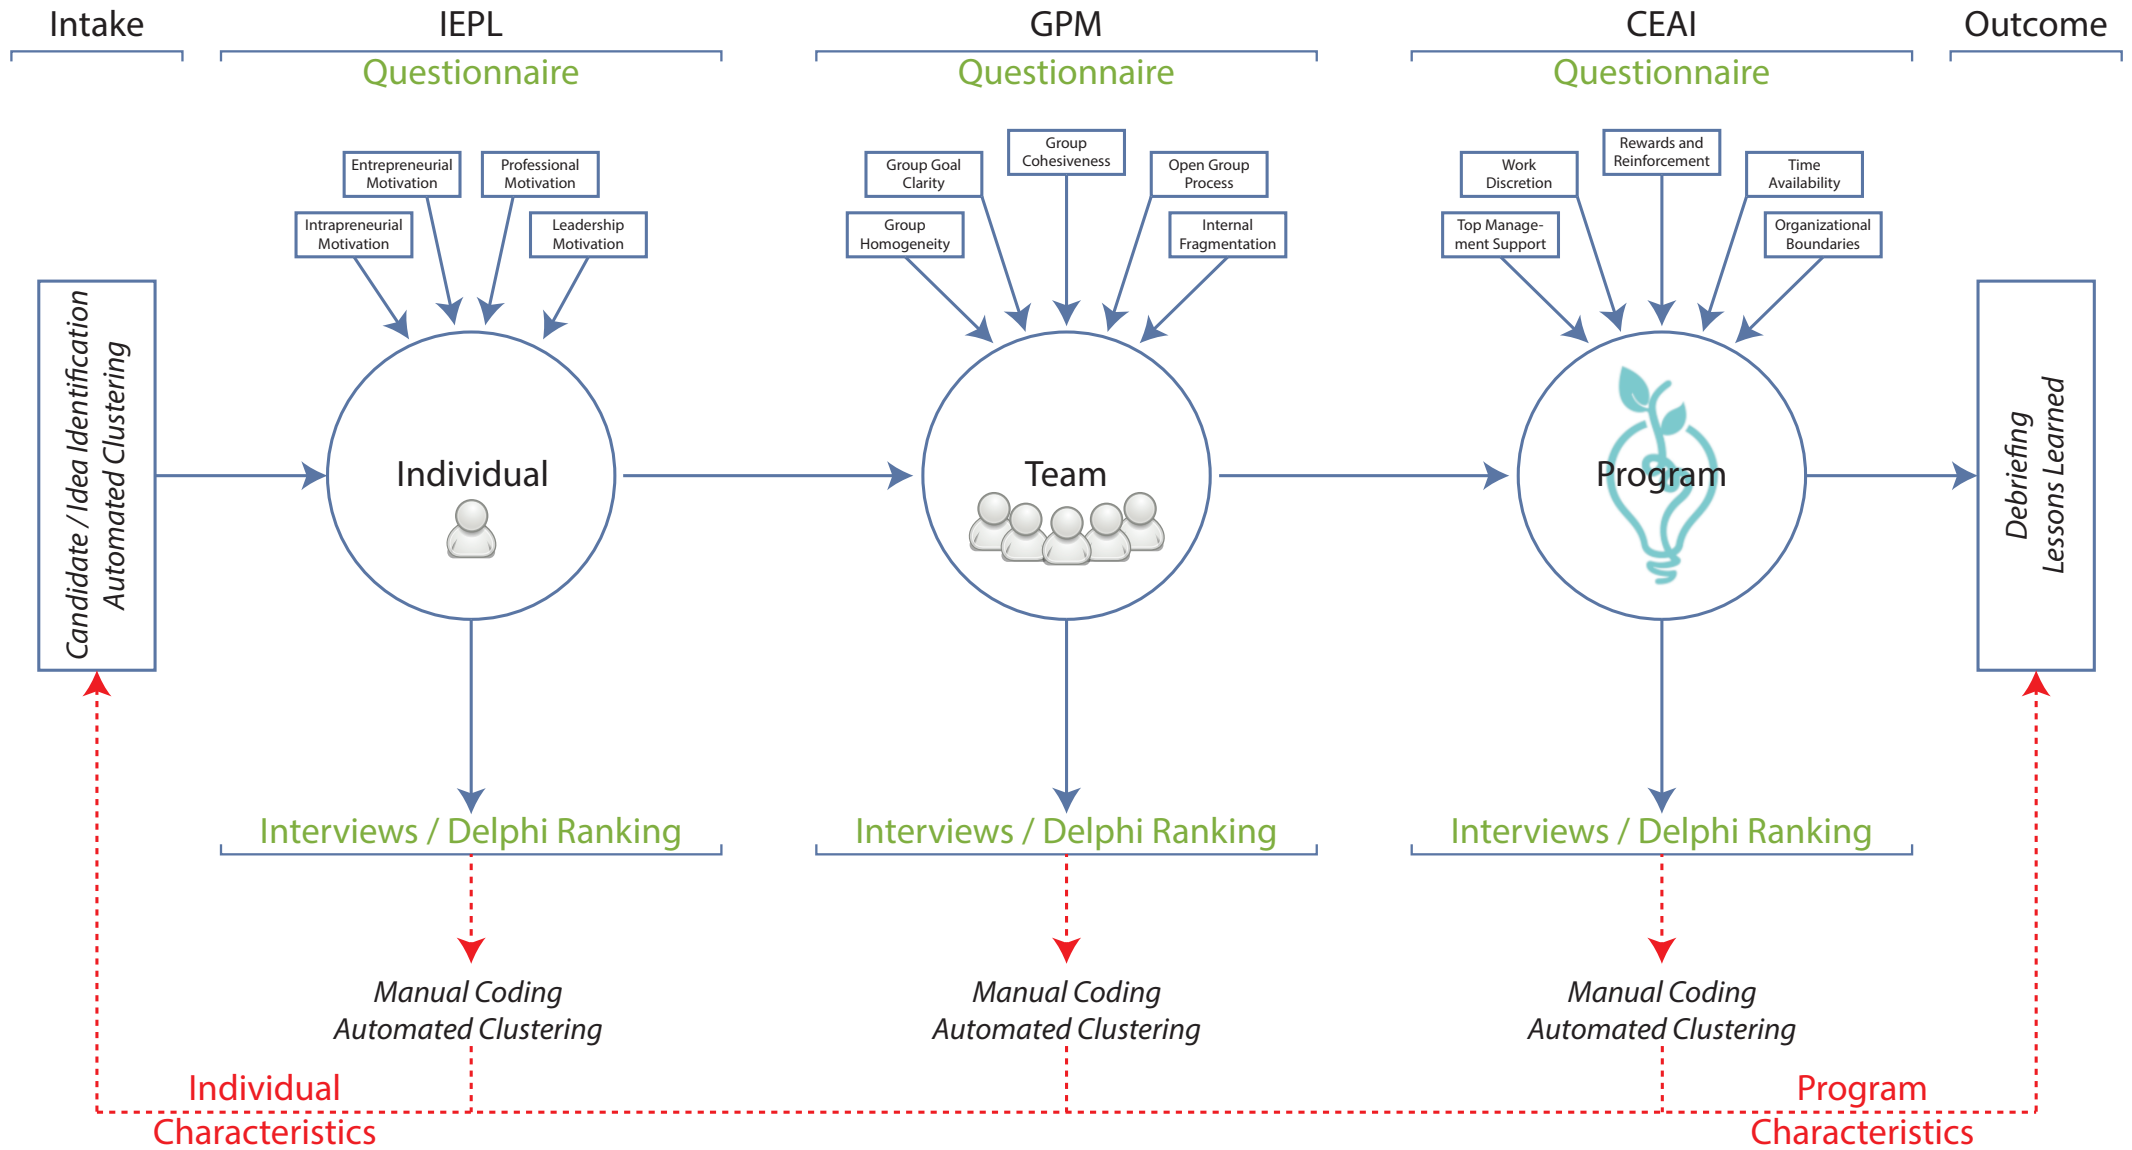 Intake
IEPL
GPM
CEAI
Outcome
Questionnaire
Questionnaire
Questionnaire
Entrepreneurial
Motivation
Professional
Motivation
Intrapreneurial
Motivation
Leadership
Motivation
Group
Cohesiveness
Group Goal
Clarity
Open Group
Process
Group
Homogeneity
Internal
Fragmentation
Rewards and
Reinforcement
Work
Discretion
Time
Availability
Top Manage-
ment Support
Organizational
Boundaries
Candidate / Idea Identification
Automated Clustering
Individual
Team
Program
Debriefing
Lessons Learned
Interviews / Delphi Ranking
Interviews / Delphi Ranking
Interviews / Delphi Ranking
Manual Coding
Automated Clustering
Manual Coding
Automated Clustering
Manual Coding
Automated Clustering
Individual
Characteristics
Program
Characteristics